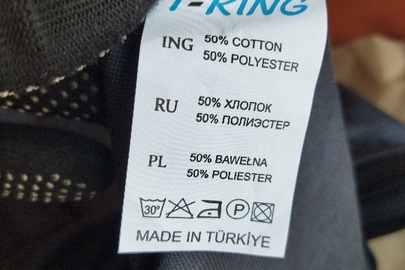 T-RING
ING 50% COTTON
50% POLYESTER
RU 50% ХЛОПОК
50% ПОЛИЭСТЕР
PL 50% BAWEŁNA
50% POLIESTER
30° P
MADE IN TÜRKİYE